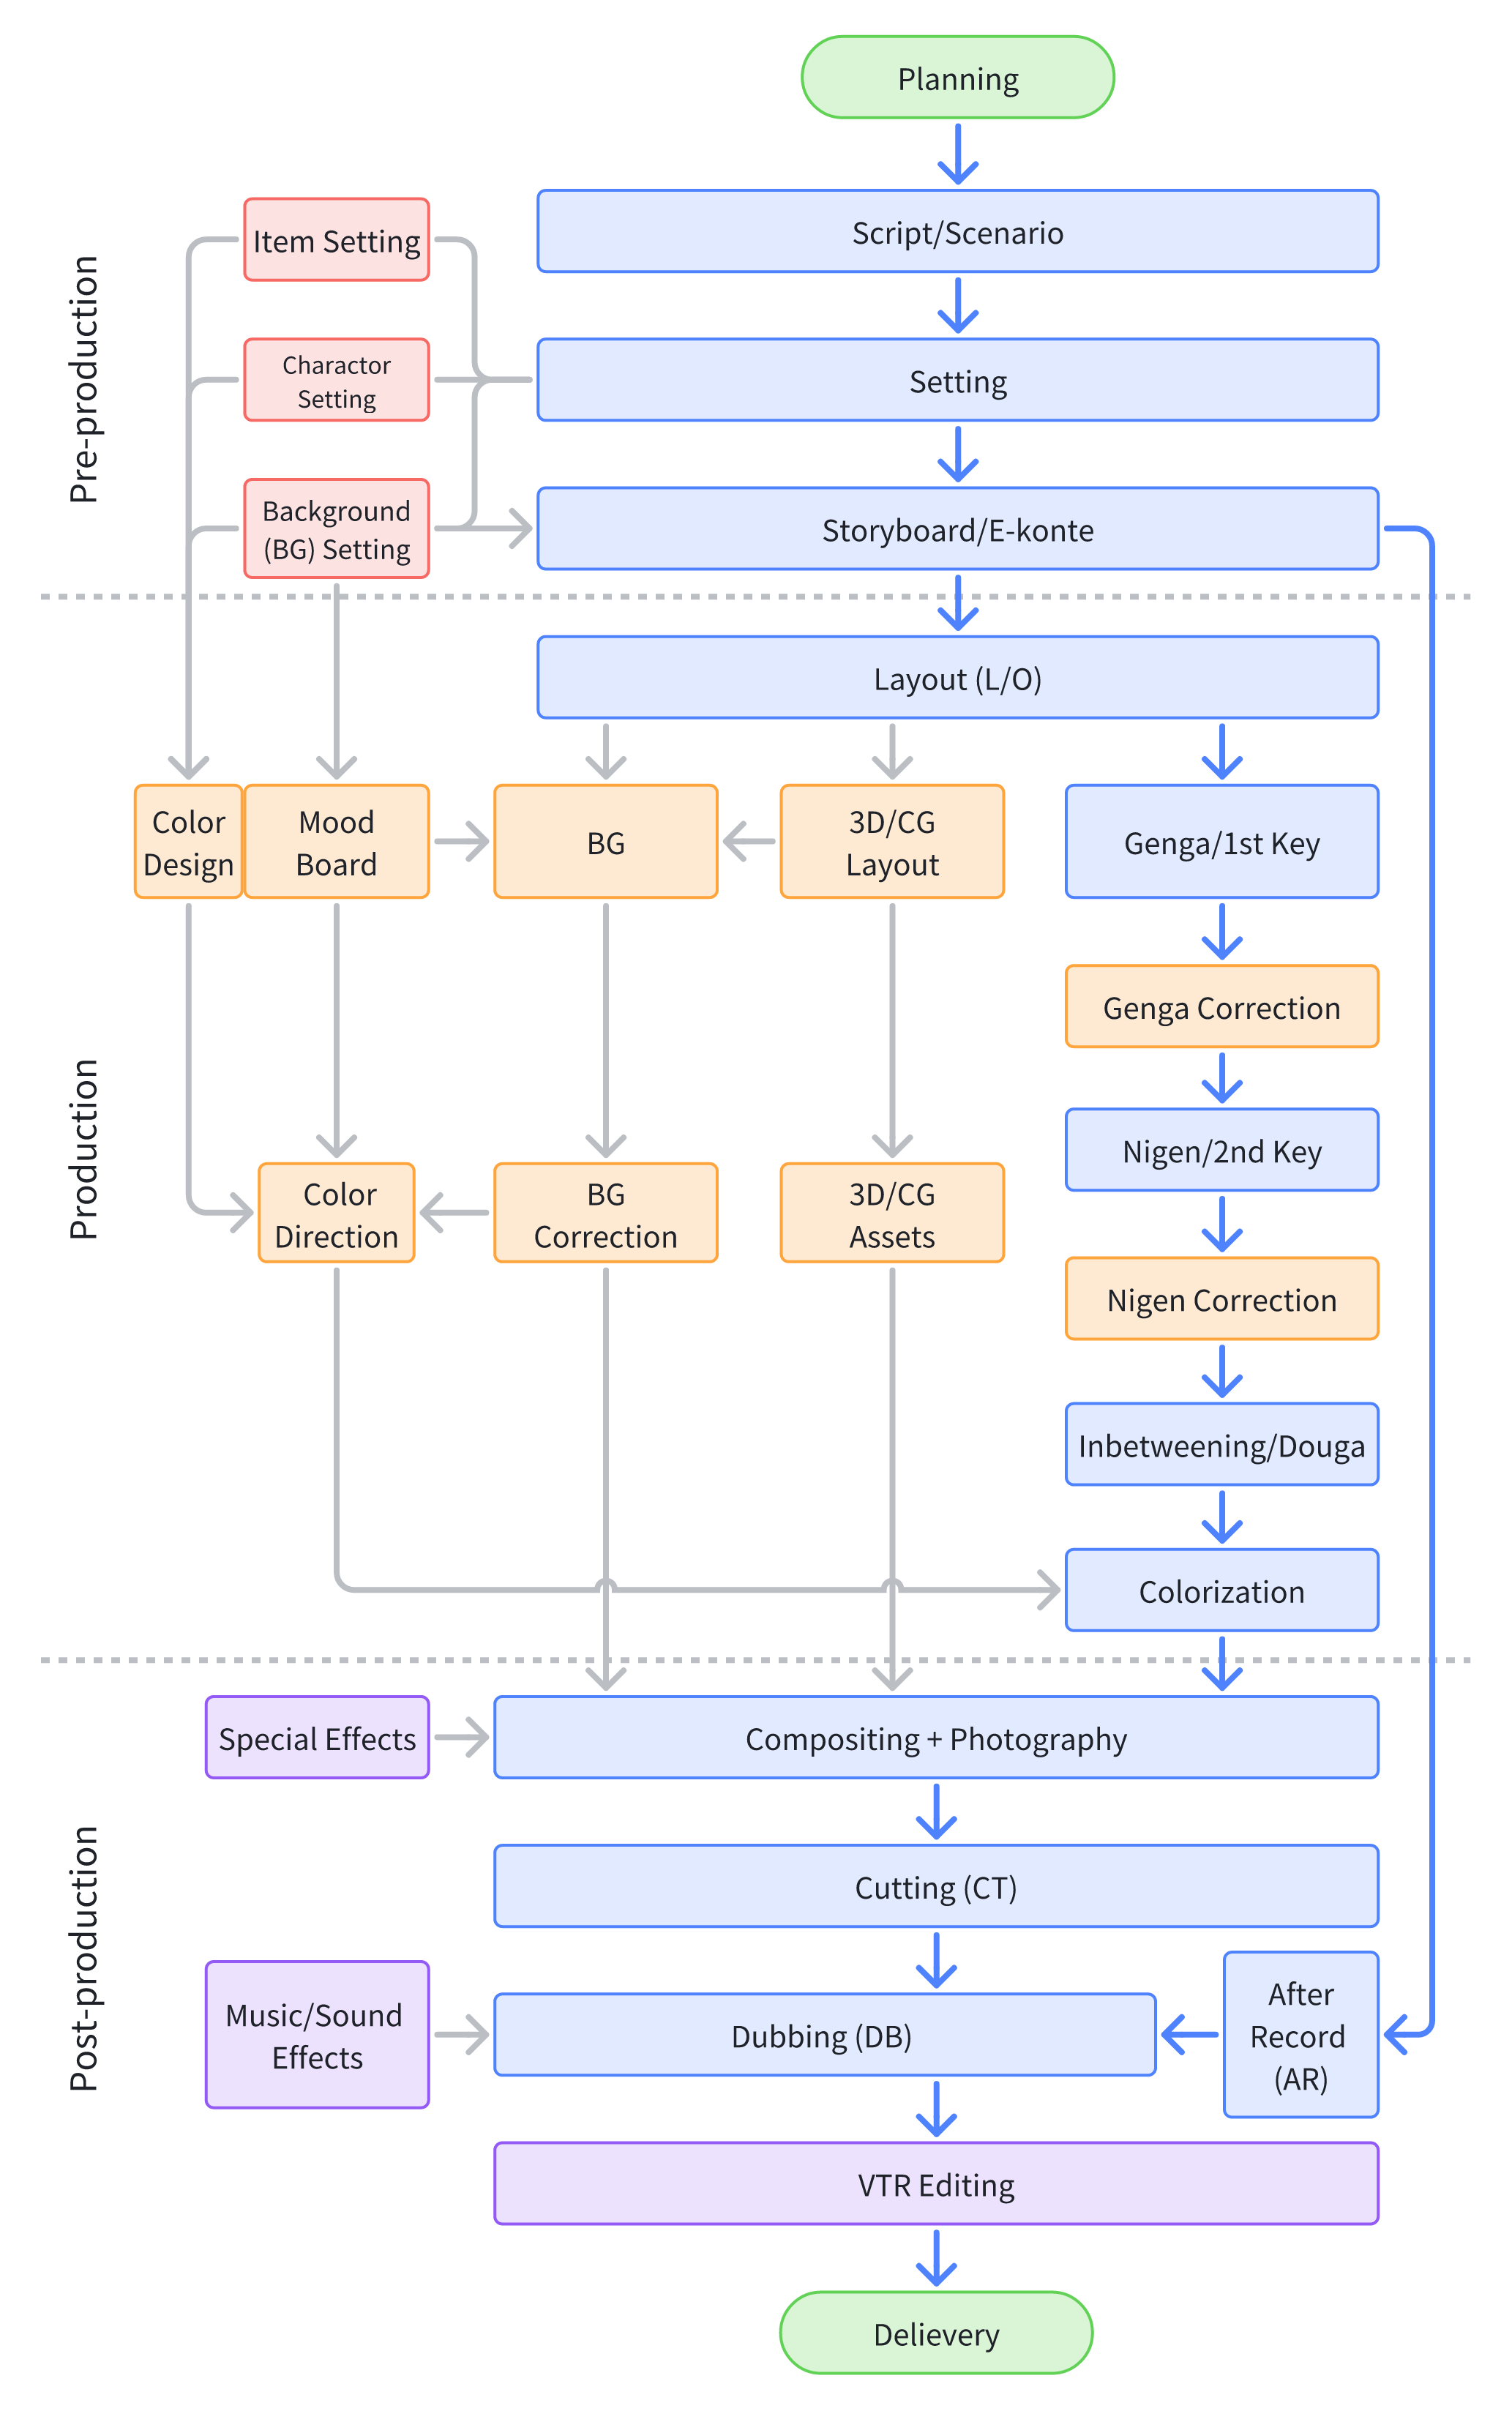 Planning
Pre-production
Item Setting
Script/Scenario
Charactor
Setting
Setting
Background
(BG) Setting
Storyboard/E-konte
Layout (L/O)
Production
Color
Design
Mood
Board
BG
3D/CG
Layout
Genga/1st Key
Genga Correction
Nigen/2nd Key
Color
Direction
BG
Correction
3D/CG
Assets
Nigen Correction
Inbetweening/Douga
Colorization
Post-production
Special Effects
Compositing + Photography
Cutting (CT)
Music/Sound
Effects
Dubbing (DB)
After
Record
(AR)
VTR Editing
Delievery